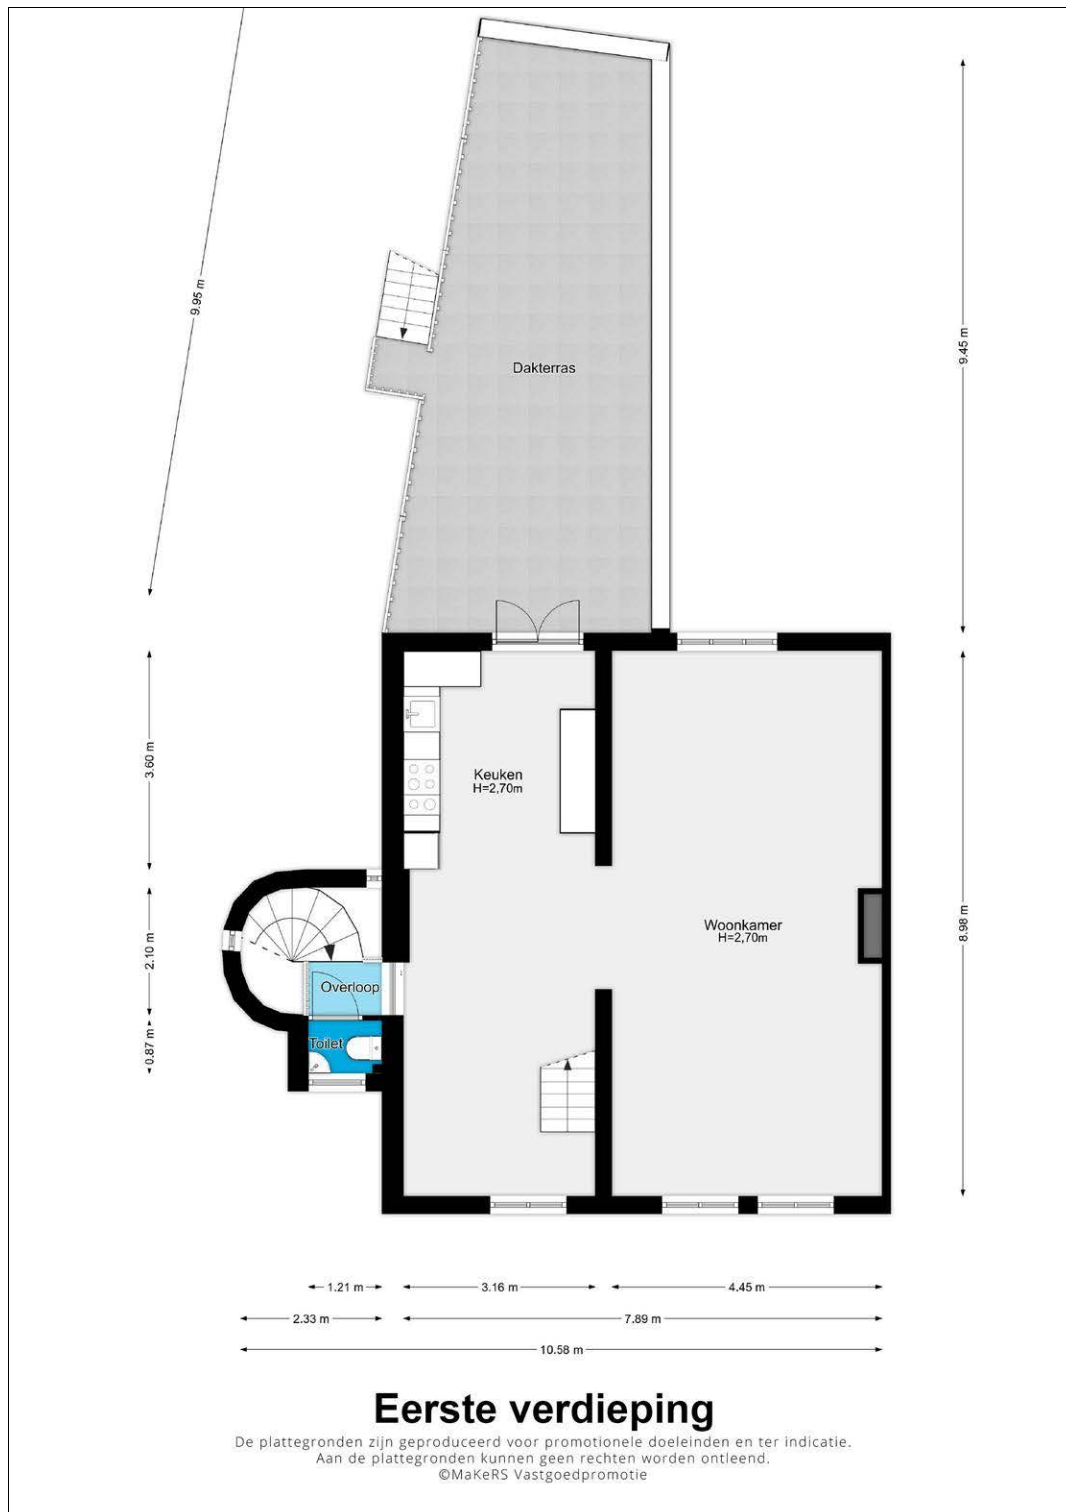 9.95 m
9.45 m
Dakterras
3.60 m
Keuken
H=2,70m
2.10 m
Woonkamer
H=2,70m
8.98 m
Overloop
0.87 m
Toilet
1.21 m
3.16 m
4.45 m
2.33 m
7.89 m
10.58 m
Eerste verdieping
De plattegronden zijn geproduceerd voor promotionele doeleinden en ter indicatie.
Aan de plattegronden kunnen geen rechten worden ontleend.
©MaKeRS Vastgoedpromotie